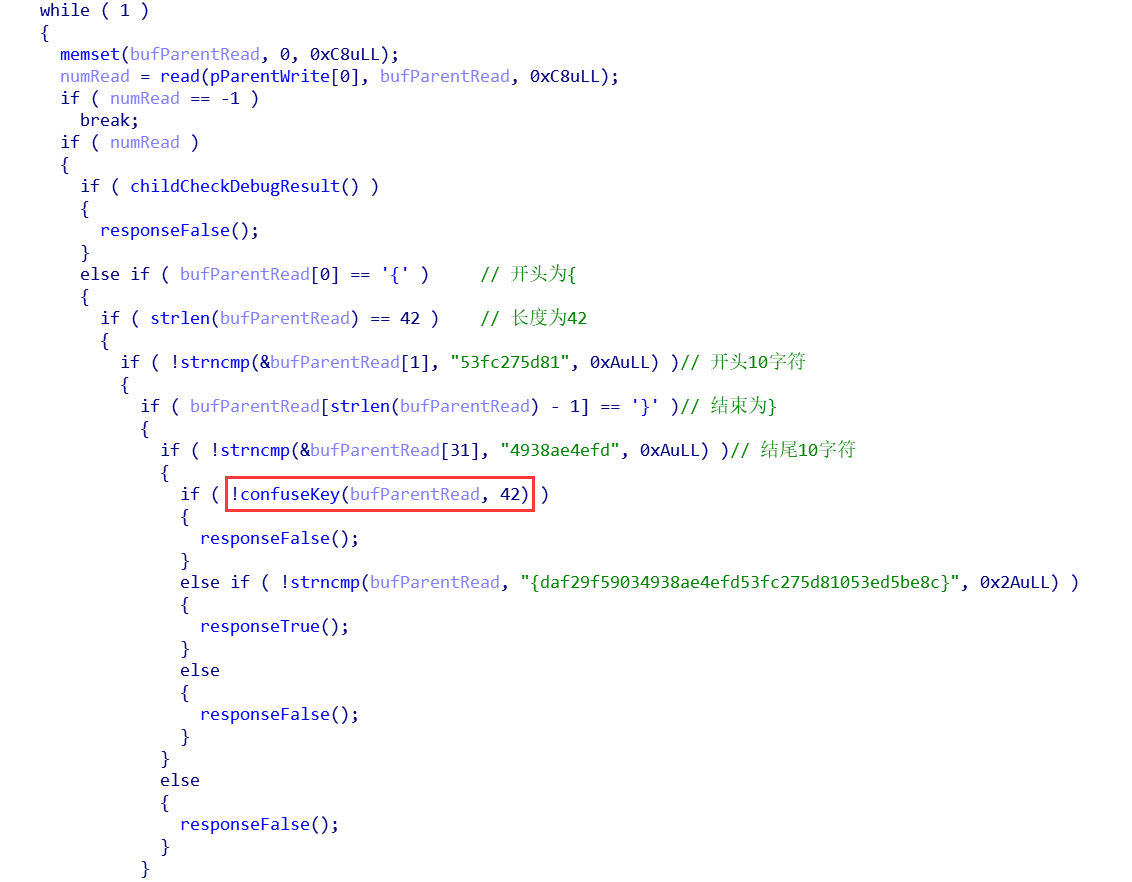 while ( 1 )
{
memset(bufParentRead, 0, 0xC8uLL);
numRead = read(pParentWrite[0], bufParentRead, 0xC8uLL);
if ( numRead == -1 )
break;
if ( numRead )
{
if ( childCheckDebugResult() )
{
responseFalse();
}
else if ( bufParentRead[0] == '{' )     // 开头为{
{
if ( strlen(bufParentRead) == 42 )    // 长度为42
{
if ( !strncmp(&bufParentRead[1], "53fc275d81", 0xAuLL) )// 开头10字符
{
if ( bufParentRead[strlen(bufParentRead) - 1] == '}' )// 结束为}
{
if ( !strncmp(&bufParentRead[31], "4938ae4efd", 0xAuLL) )// 结尾10字符
{
if ( !confuseKey(bufParentRead, 42) )
{
responseFalse();
}
else if ( !strncmp(bufParentRead, "{daf29f59034938ae4efd53fc275d81053ed5be8c}", 0x2AuLL) )
{
responseTrue();
}
else
{
responseFalse();
}
}
else
{
responseFalse();
}
}